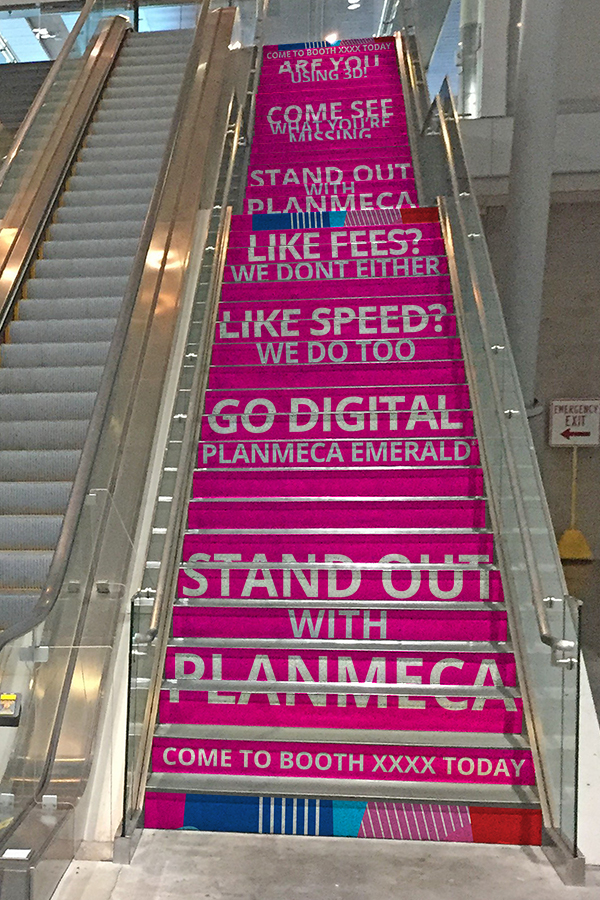 COME TO BOOTH XXXX TODAY
ARE YOU
USING 3D!
COME SEE
WHAT YOU'RE
MISSING
STAND OUT
WITH
PLANMECA
LIKE FEES?
WE DONT EITHER
LIKE SPEED?
WE DO TOO
GO DIGITAL
PLANMECA EMERALD
STAND OUT
WITH
PLANMECA
COME TO BOOTH XXXX TODAY
EMERGENCY
EXIT